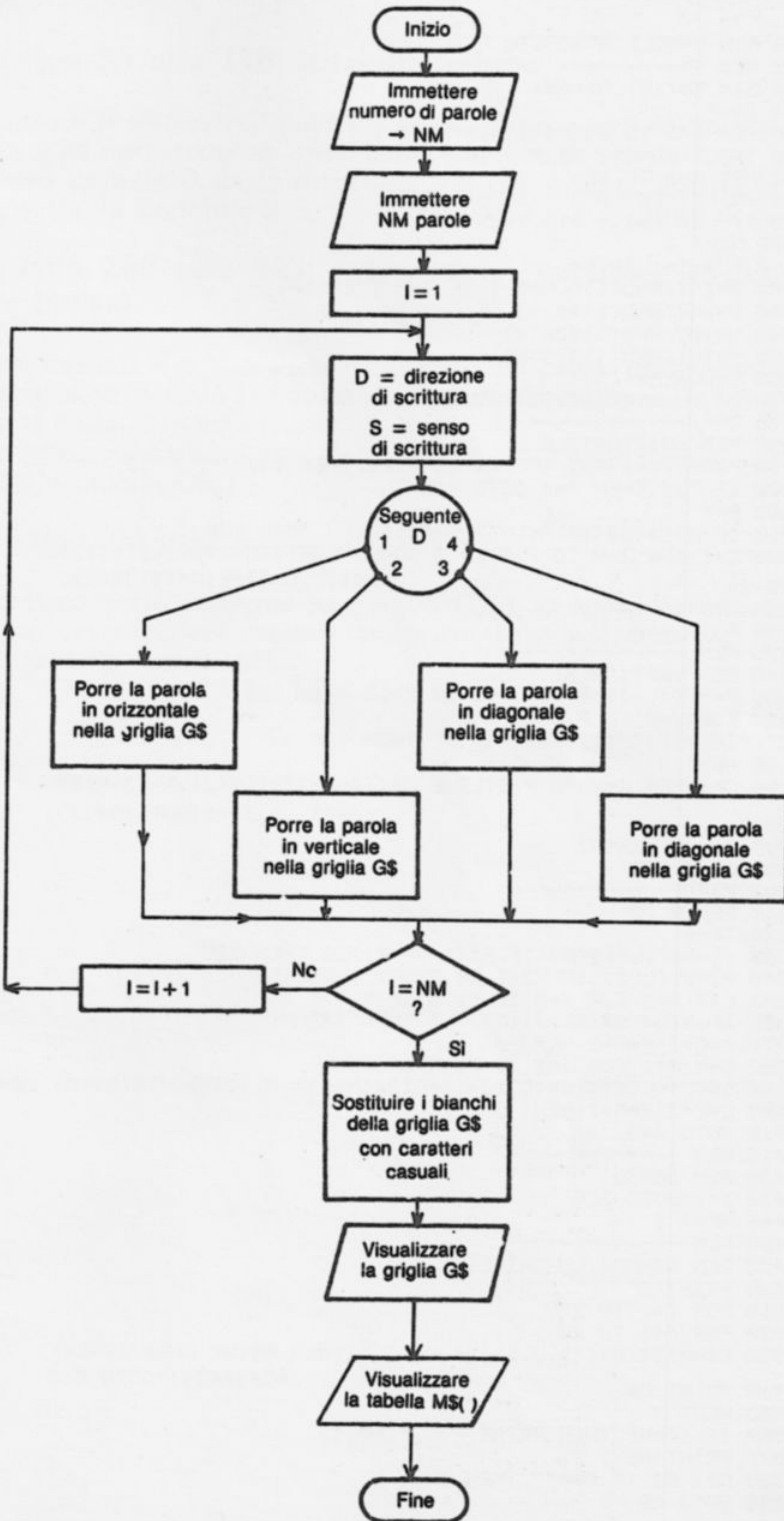 Inizio
Immettere
numero di parole
→ NM
Immettere
NM parole
I = 1
D = direzione
di scrittura
S = senso
di scrittura
Seguente
D
1
4
2
3
Porre la parola
in orizzontale
nella griglia G$
Porre la parola
in diagonale
nella griglia G$
Porre la parola
in verticale
nella griglia G$
Porre la parola
in diagonale
nella griglia G$
I = I + 1
No
I = NM
?
Si
Sostituire i bianchi
della griglia G$
con caratteri
casuali
Visualizzare
la griglia G$
Visualizzare
la tabella M$( )
Fine